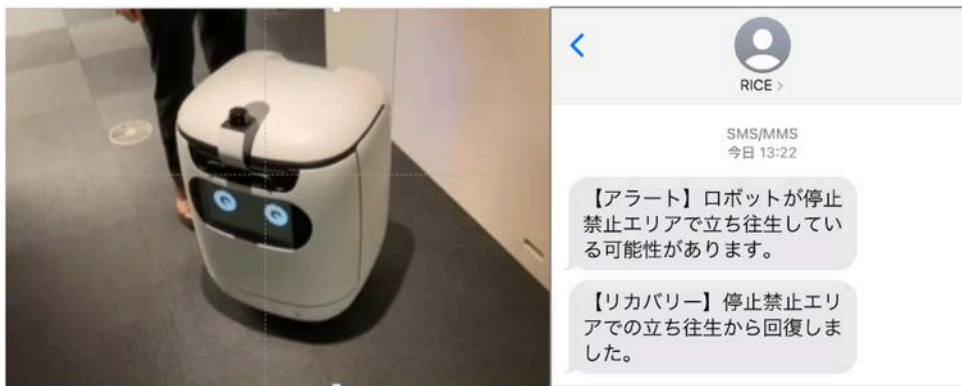 RICE >
SMS/MMS
今日 13:22
【アラート】ロボットが停止
禁止エリアで立ち往生してい
る可能性があります。
【リカバリー】停止禁止エリ
アでの立ち往生から回復しま
した。